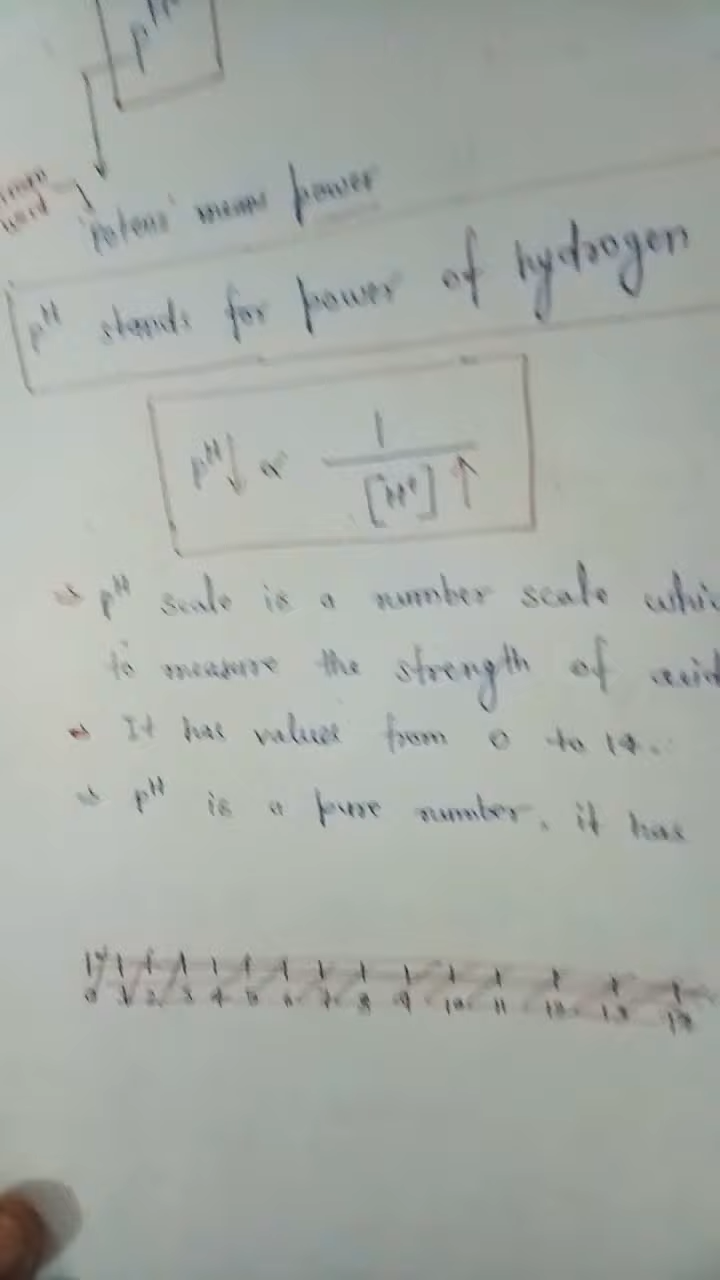 pH
'Potenz' means power
pH stands for power of hydrogen
pH↓ ∝ 1
[H⁺]↑
pH scale is a number scale whic
to measure the strength of acid
It has values from 0 to 14.
pH is a pure number, it has
0 1 2 3 4 5 6 7 8 9 10 11 12 13 14